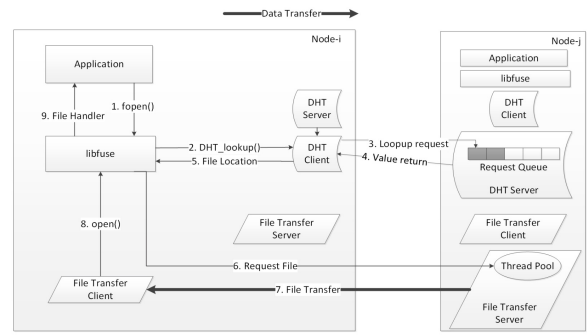 Data Transfer
Node-i
Application
1. fopen()
9. File Handler
libfuse
2. DHT_lookup()
5. File Location
DHT
Server
DHT
Client
3. Loopup request
4. Value return
8. open()
File Transfer
Server
6. Request File
7. File Transfer
File Transfer
Client
Node-j
Application
libfuse
DHT
Client
Request Queue
DHT Server
File Transfer
Client
Thread Pool
File Transfer
Server